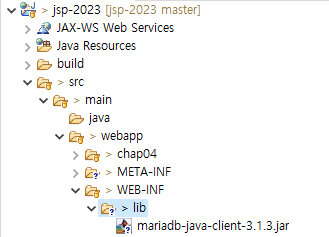 > jsp-2023 [jsp-2023 master]
JAX-WS Web Services
> Java Resources
build
> src
> main
java
> webapp
> chap04
> META-INF
> WEB-INF
> lib
mariadb-java-client-3.1.3.jar